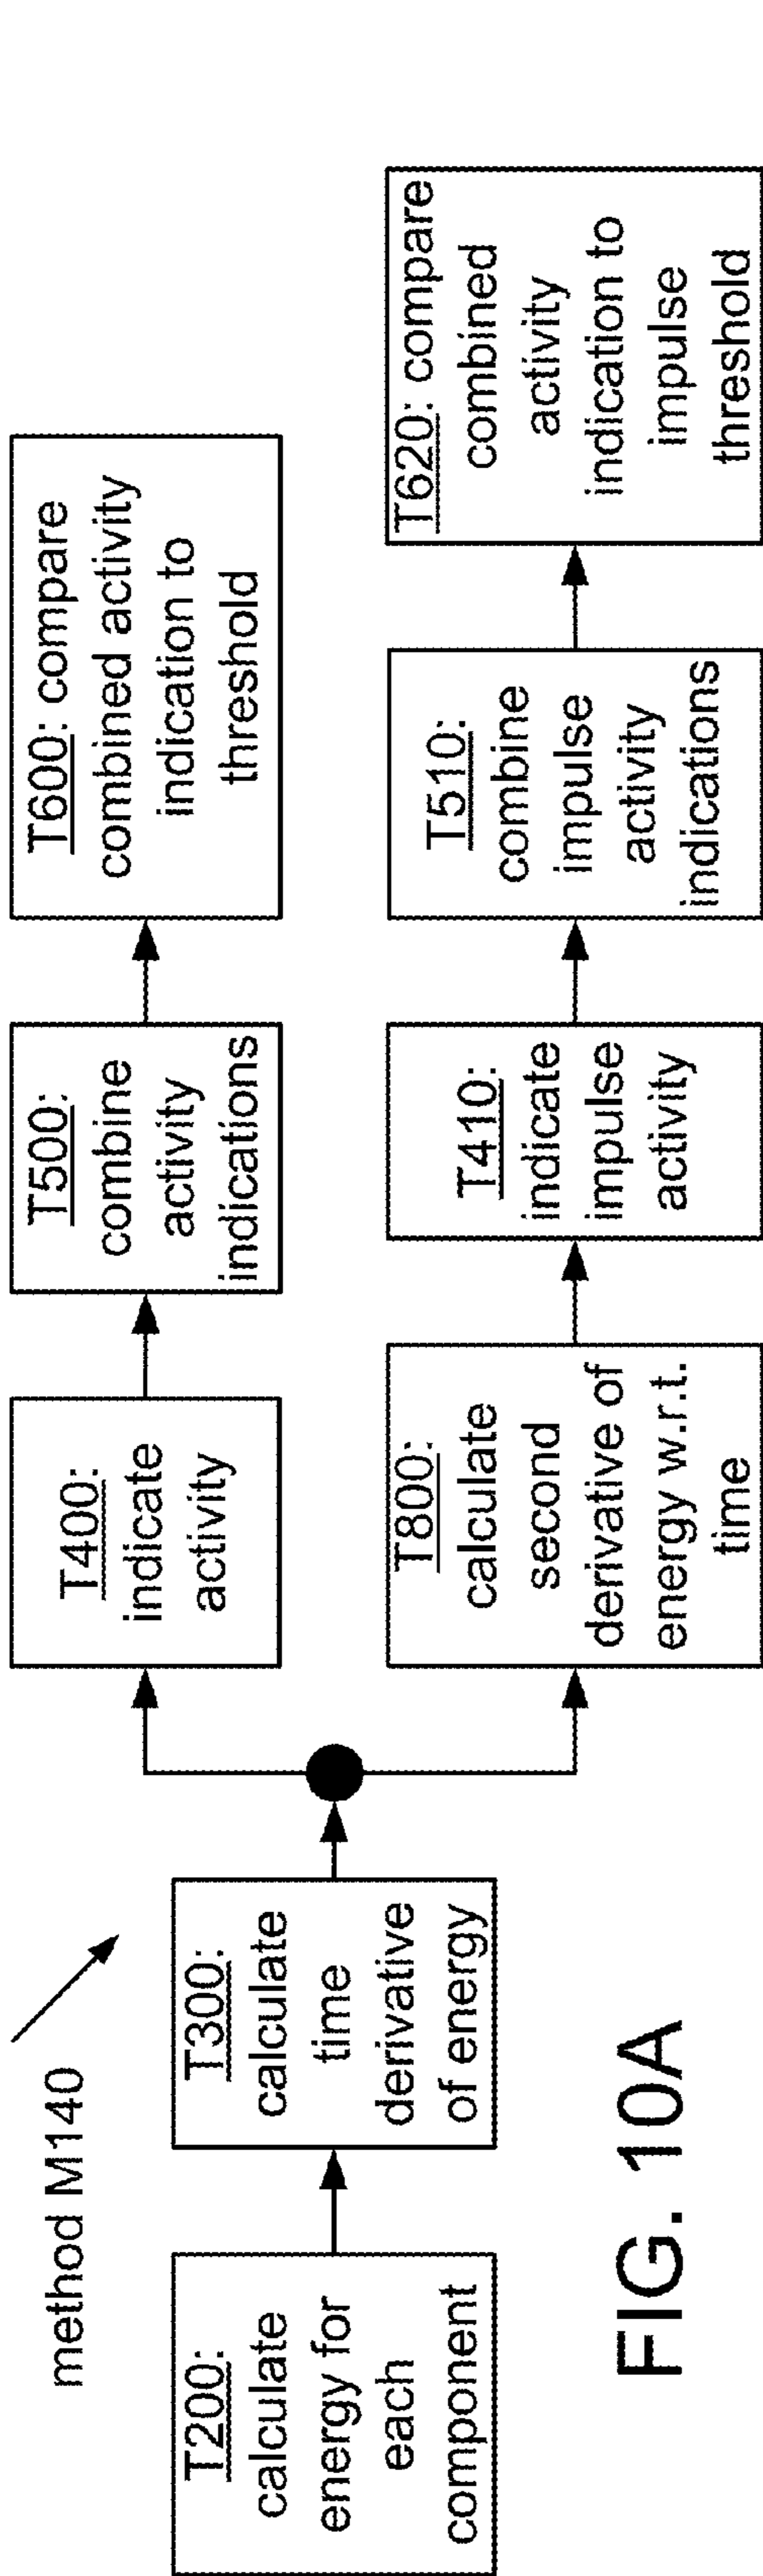 method M140
T200:
calculate
energy for
each
component
T300:
calculate
time
derivative
of energy
T400:
indicate
activity
T500:
combine
activity
indications
T600: compare
combined activity
indication to
threshold
T800:
calculate
second
derivative of
energy w.r.t.
time
T410:
indicate
impulse
activity
T510:
combine
impulse
activity
indications
T620: compare
combined
activity
indication to
impulse
threshold
FIG. 10A